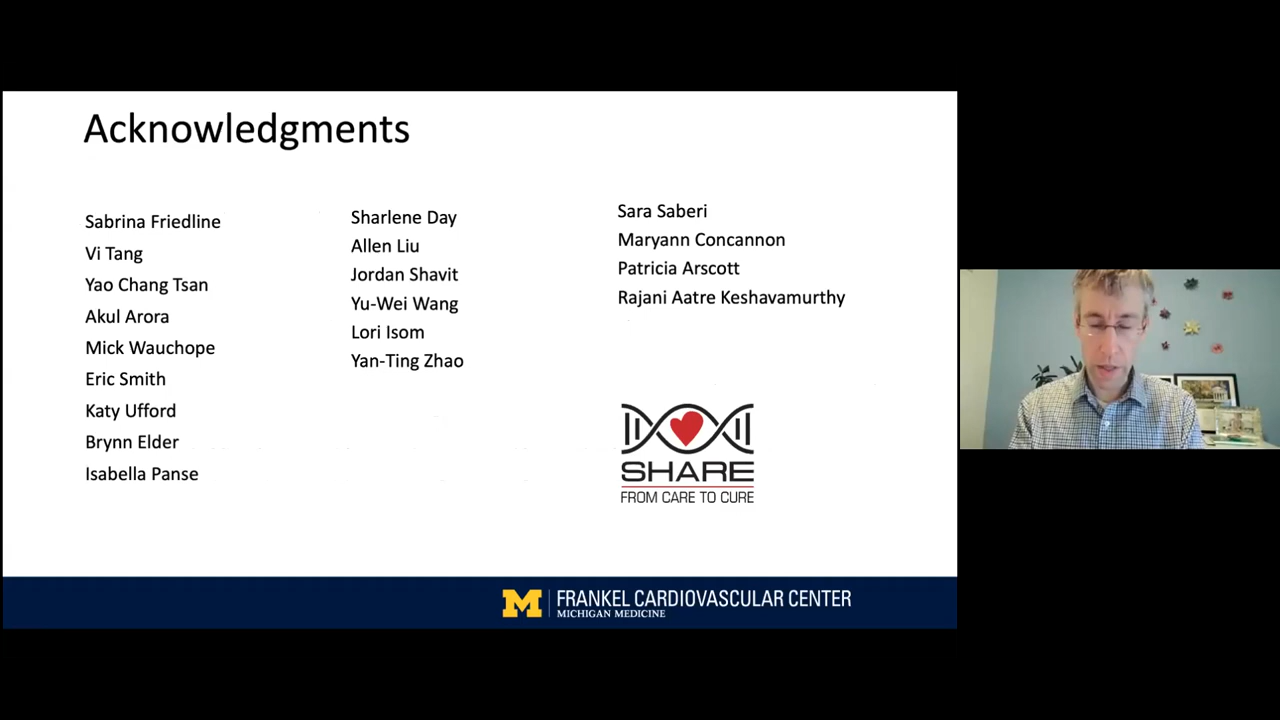 Acknowledgments
Sabrina Friedline
Vi Tang
Yao Chang Tsan
Akul Arora
Mick Wauchope
Eric Smith
Katy Ufford
Brynn Elder
Isabella Panse
Sharlene Day
Allen Liu
Jordan Shavit
Yu-Wei Wang
Lori Isom
Yan-Ting Zhao
Sara Saberi
Maryann Concannon
Patricia Arscott
Rajani Aatre Keshavamurthy
SHARE
FROM CARE TO CURE
M FRANKEL CARDIOVASCULAR CENTER
MICHIGAN MEDICINE